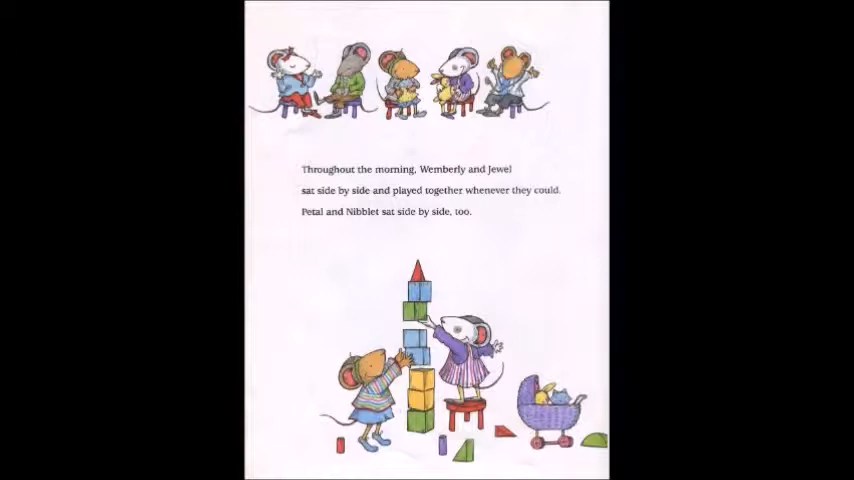 Throughout the morning, Wemberly and Jewel
sat side by side and played together whenever they could.
Petal and Nibblet sat side by side, too.